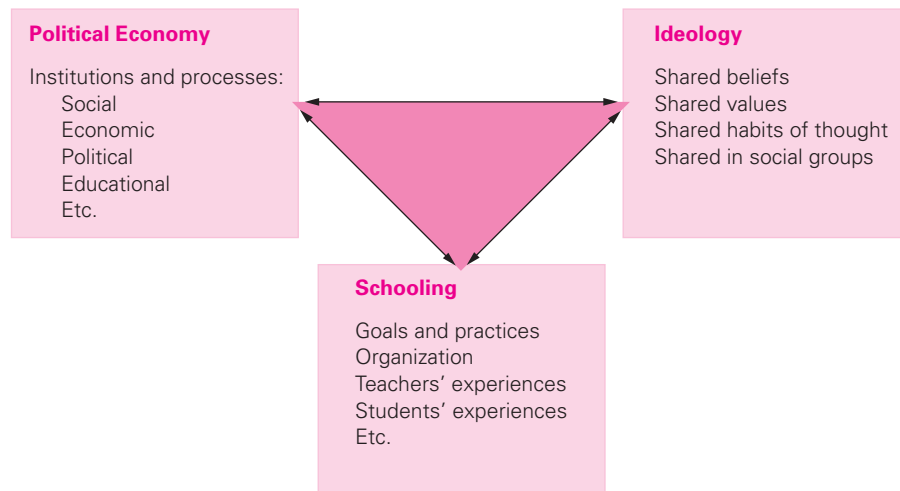 Political Economy
Institutions and processes:
Social
Economic
Political
Educational
Etc.
Ideology
Shared beliefs
Shared values
Shared habits of thought
Shared in social groups
Schooling
Goals and practices
Organization
Teachers’ experiences
Students’ experiences
Etc.